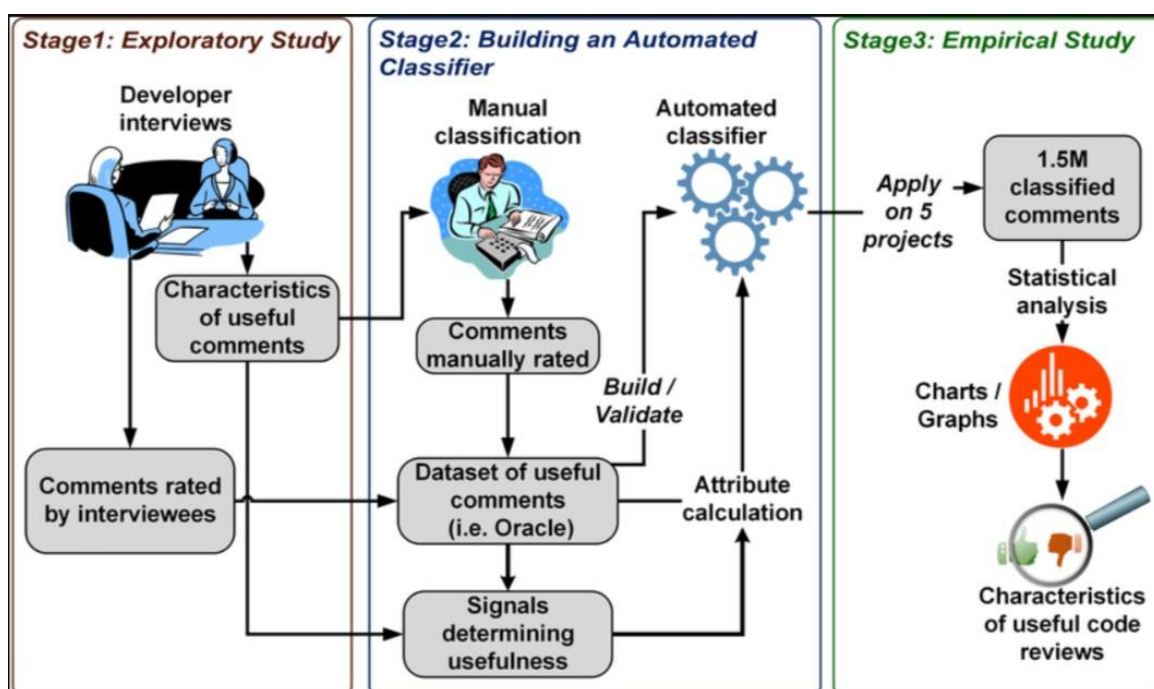 Stage1: Exploratory Study
Developer
interviews
Characteristics
of useful
comments
Comments rated
by interviewees
Stage2: Building an Automated
Classifier
Manual
classification
Automated
classifier
Comments
manually rated
Build /
Validate
Dataset of useful
comments
(i.e. Oracle)
Attribute
calculation
Signals
determining
usefulness
Stage3: Empirical Study
Apply
on 5
projects
1.5M
classified
comments
Statistical
analysis
Charts /
Graphs
Characteristics
of useful code
reviews